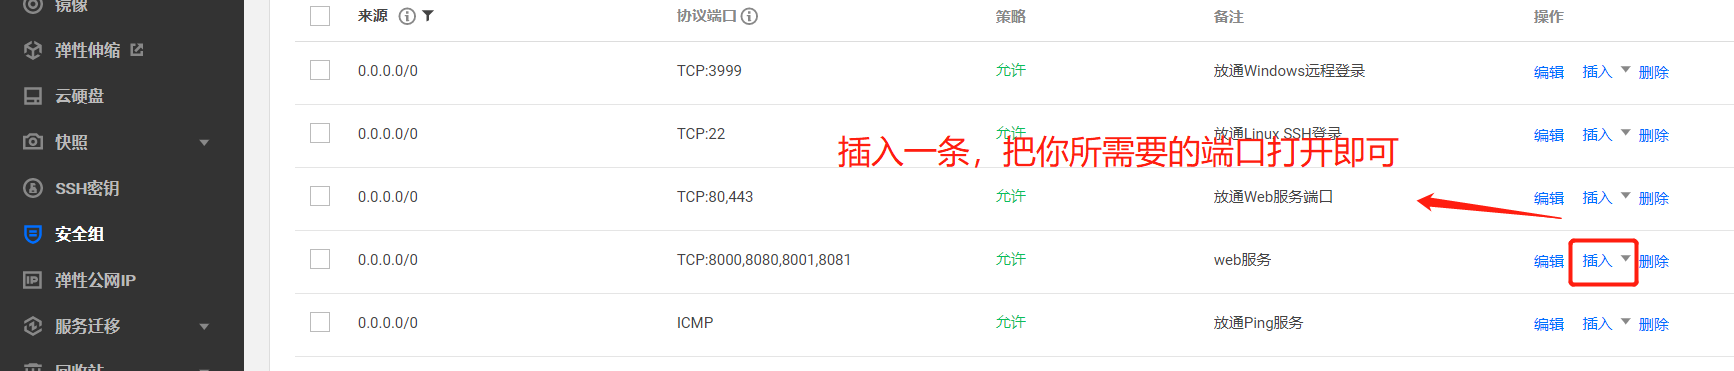 镜像
弹性伸缩
云硬盘
快照
SSH密钥
安全组
弹性公网IP
服务迁移
回收站
来源 协议端口 策略 备注 操作
0.0.0.0/0 TCP:3999 允许 放通Windows远程登录 编辑 插入 删除
0.0.0.0/0 TCP:22 允许 放通Linux SSH登录 编辑 插入 删除
插入一条，把你所需要的端口打开即可
0.0.0.0/0 TCP:80,443 允许 放通Web服务端口 编辑 插入 删除
0.0.0.0/0 TCP:8000,8080,8001,8081 允许 web服务 编辑 插入 删除
0.0.0.0/0 ICMP 允许 放通Ping服务 编辑 插入 删除